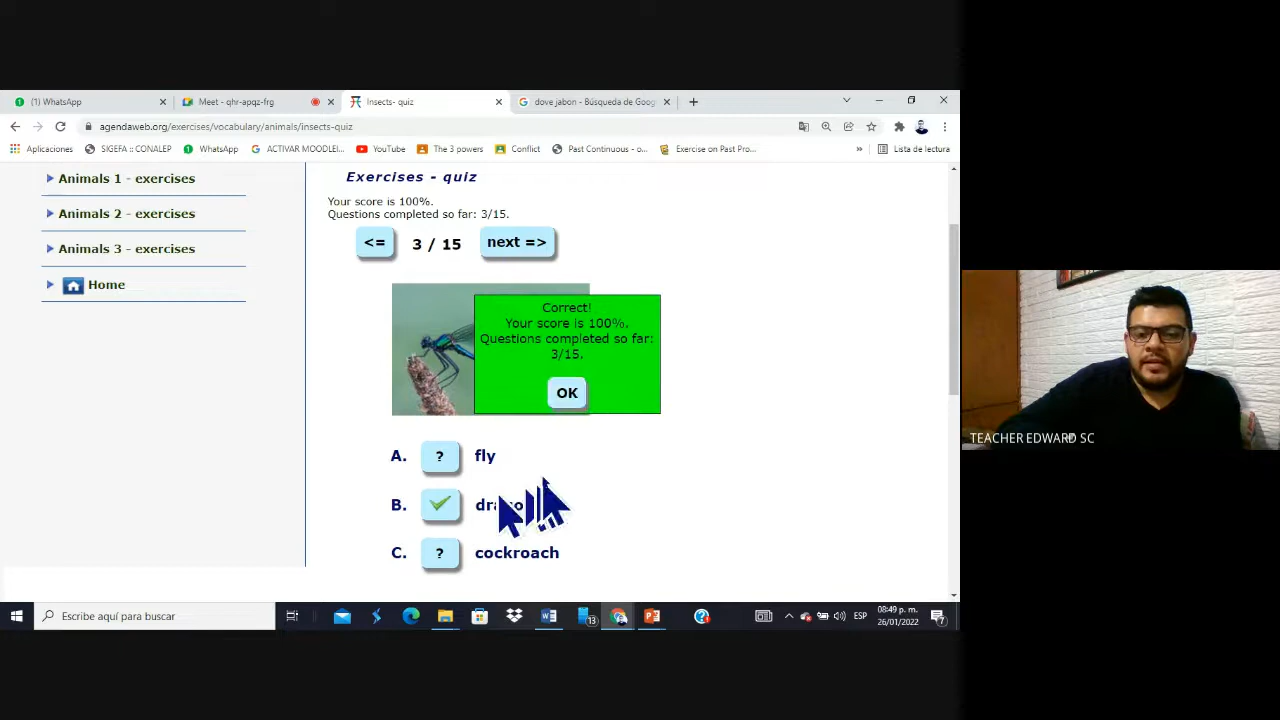 (1) WhatsApp
Meet - qhr-apqz-frg
Insects- quiz
dove jabon - Búsqueda de Goog
agendaweb.org/exercises/vocabulary/animals/insects-quiz
Aplicaciones
SIGEFA :: CONALEP
WhatsApp
ACTIVAR MOODLEI...
YouTube
The 3 powers
Conflict
Past Continuous - o...
Exercise on Past Pro...
»
Lista de lectura
Animals 1 - exercises
Animals 2 - exercises
Animals 3 - exercises
Home
Exercises - quiz
Your score is 100%.
Questions completed so far: 3/15.
<= 3 / 15 next =>
Correct!
Your score is 100%.
Questions completed so far:
3/15.
OK
A. ? fly
B.
C. ? cockroach
TEACHER EDWARD SC
Escribe aquí para buscar
13
ESP
08:49 p. m.
26/01/2022
7